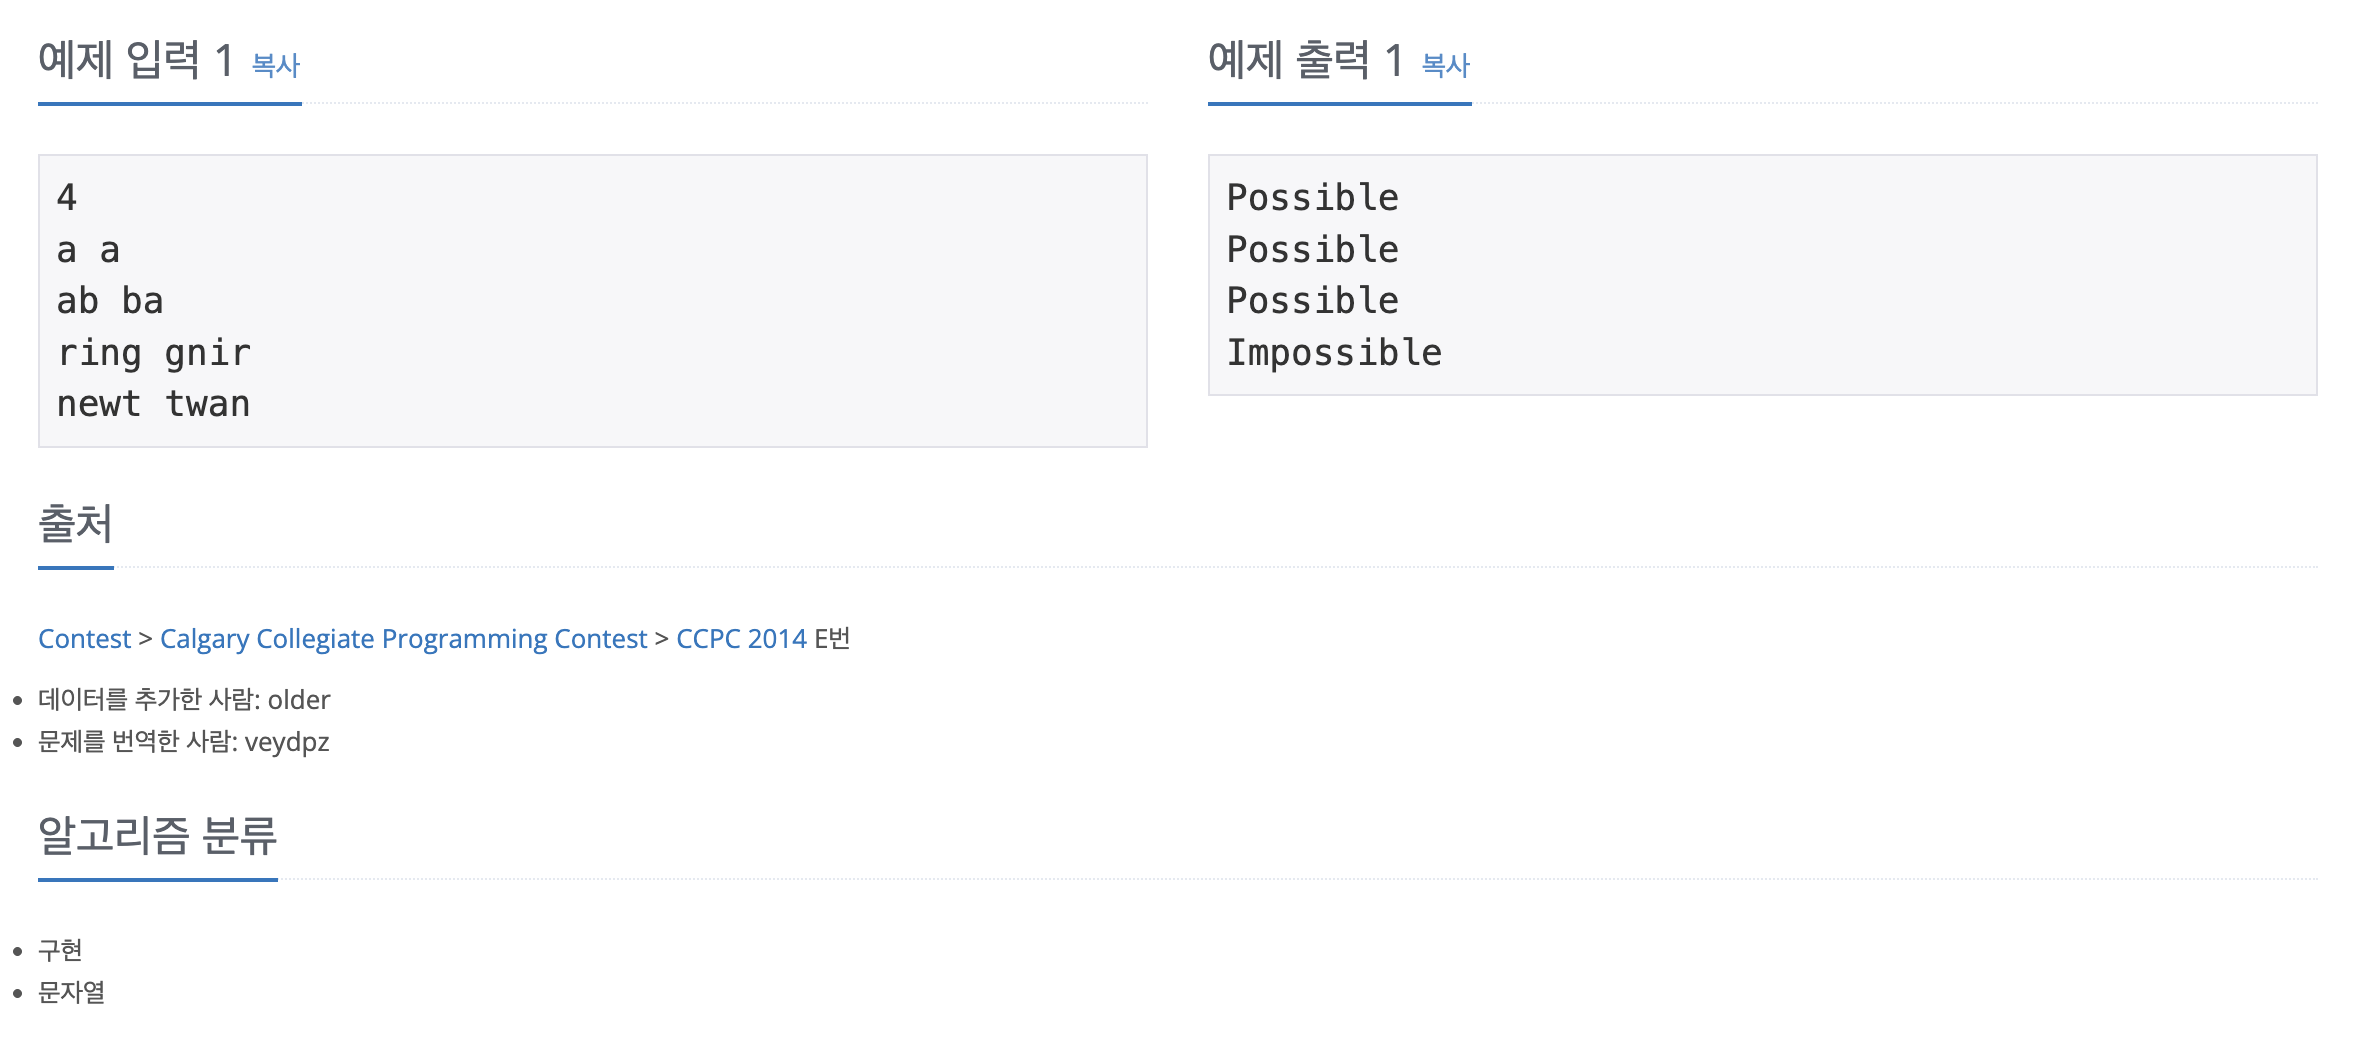 예제 입력 1 복사
4
a a
ab ba
ring gnir
newt twan
예제 출력 1 복사
Possible
Possible
Possible
Impossible
출처
Contest > Calgary Collegiate Programming Contest > CCPC 2014 E번
데이터를 추가한 사람: older
문제를 번역한 사람: veydpz
알고리즘 분류
구현
문자열